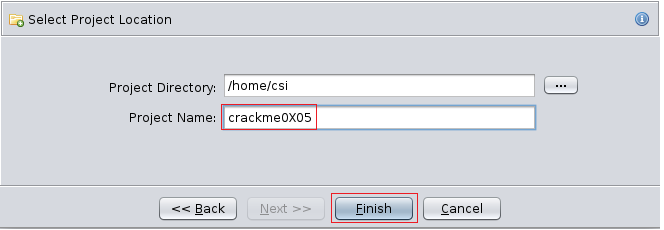 Select Project Location
Project Directory: /home/csi ...
Project Name: crackme0X05
<< Back Next >> Finish Cancel